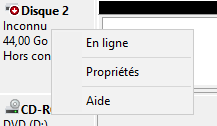 Disque 2
Inconnu
44,00 Go
Hors con
En ligne
Propriétés
Aide
CD-R
DVD (D:)